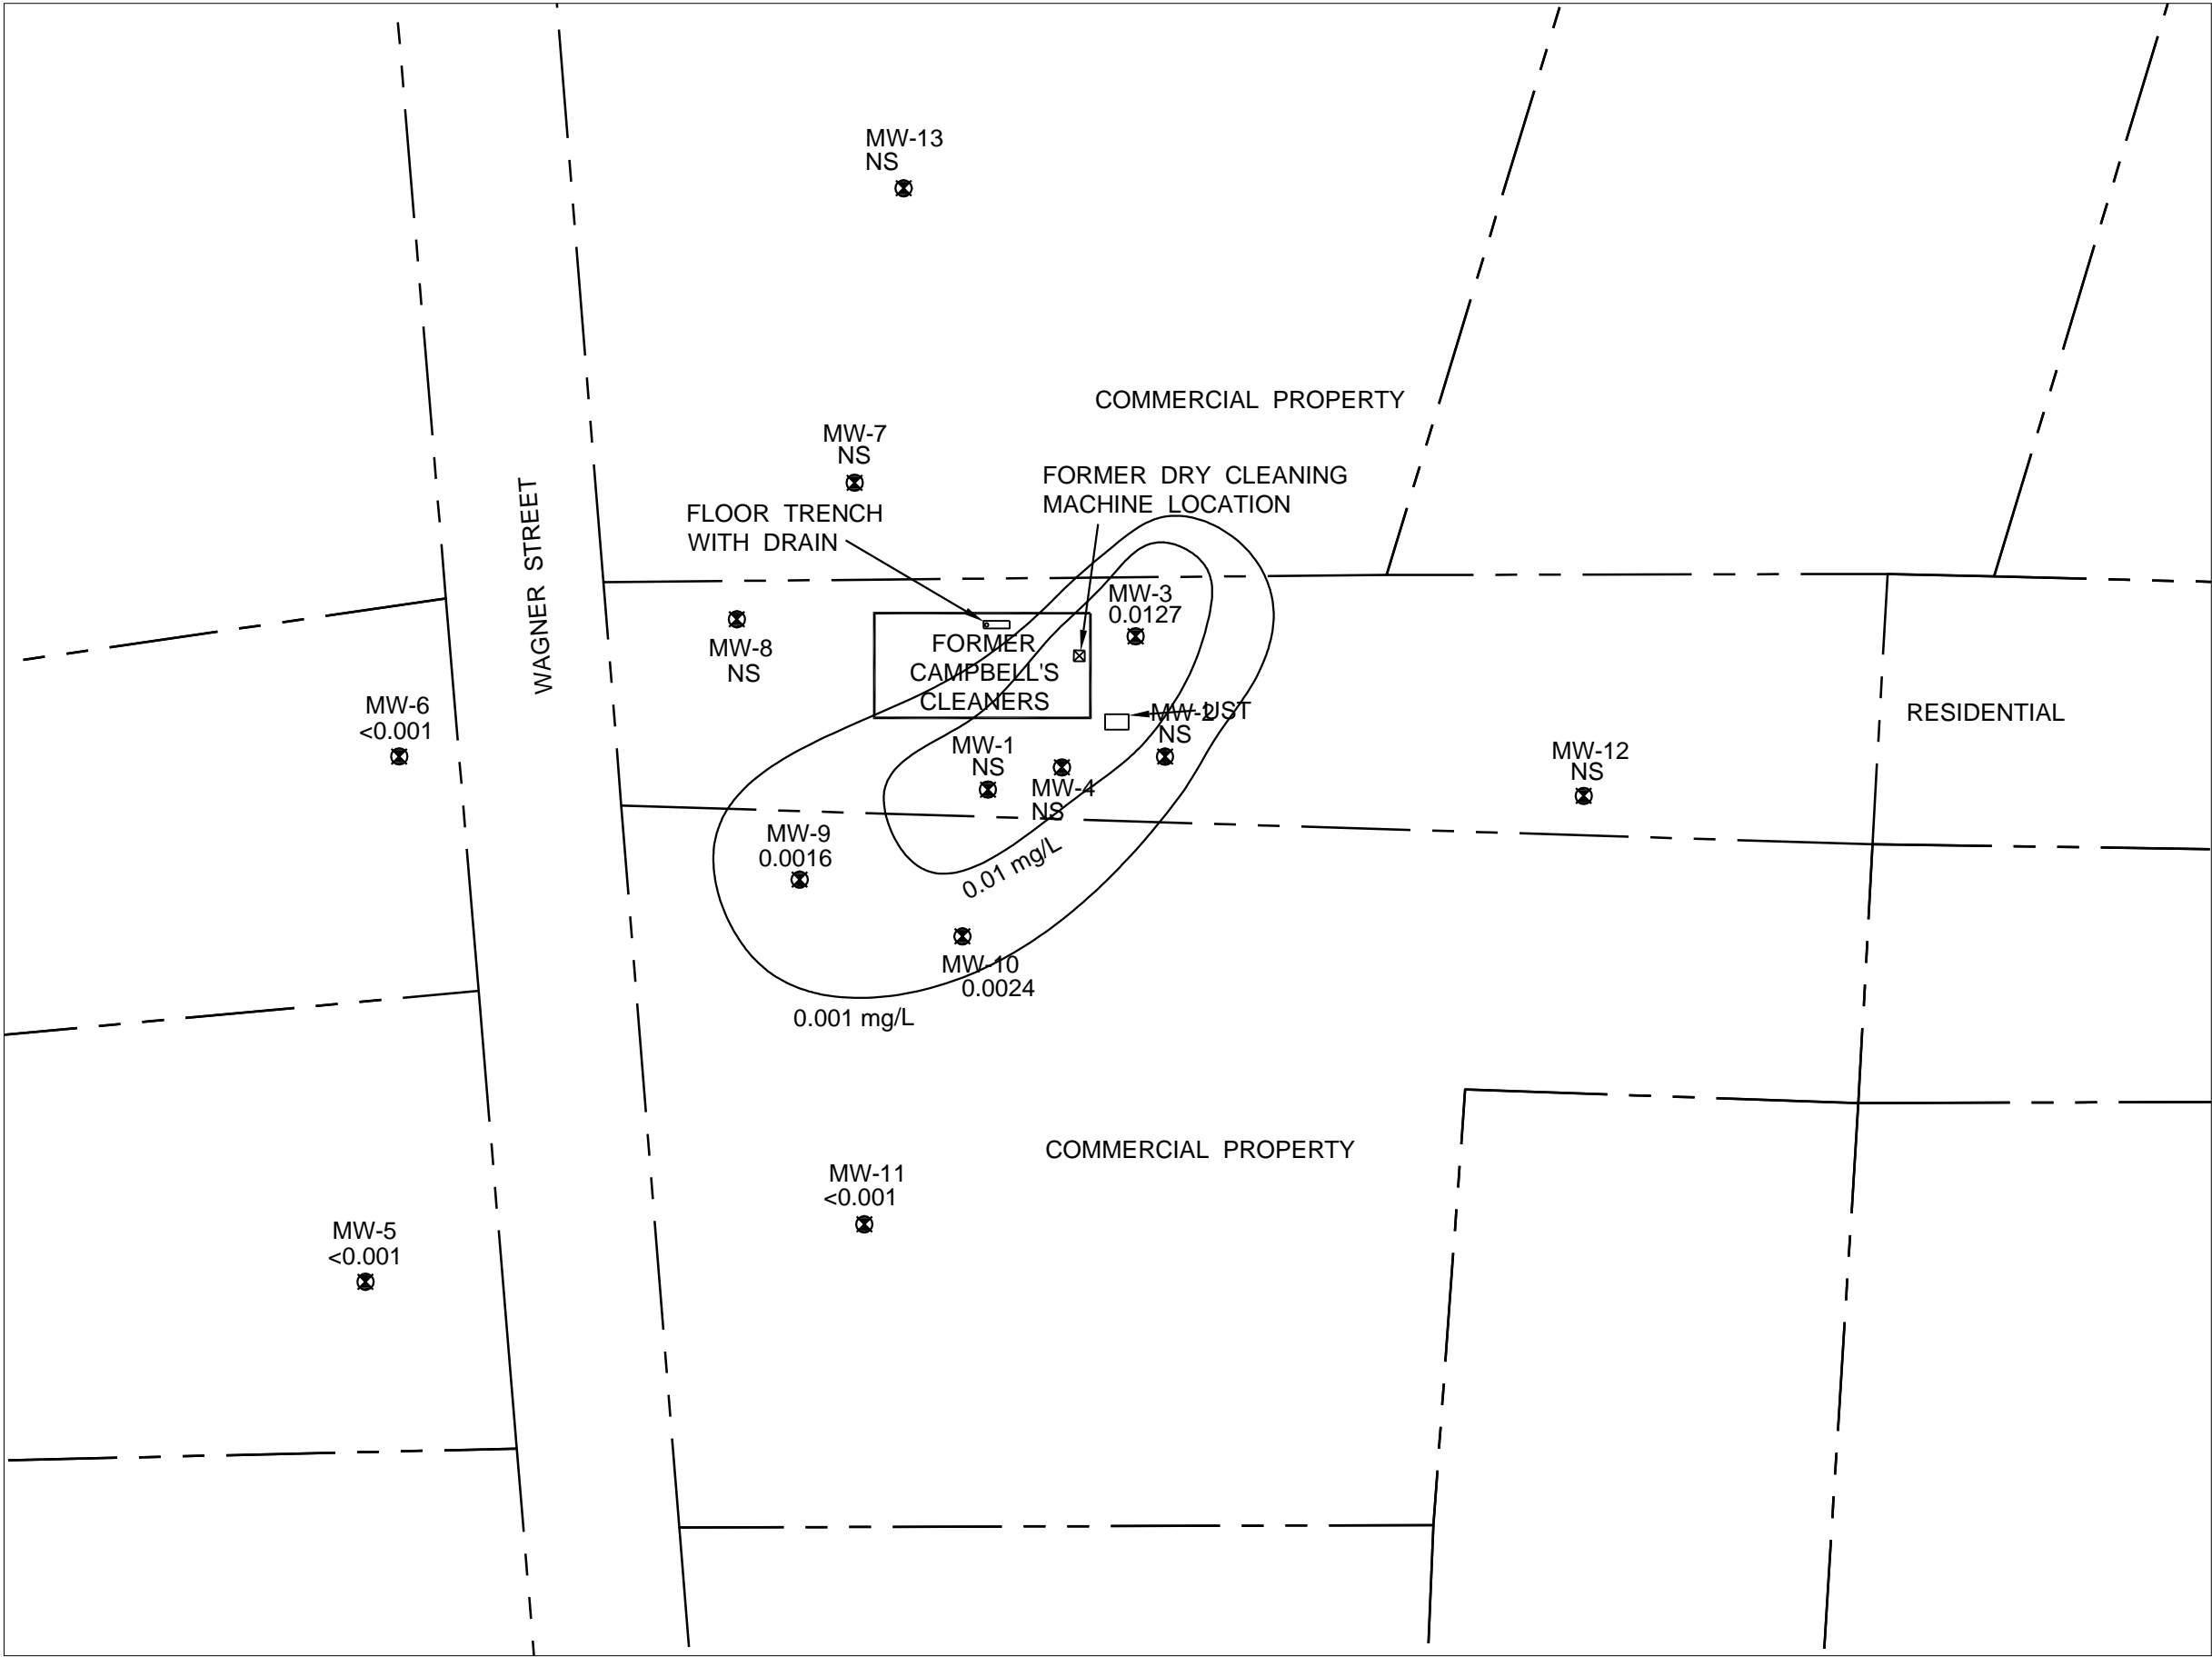 MW-13
NS
COMMERCIAL PROPERTY
MW-7
NS
FORMER DRY CLEANING
MACHINE LOCATION
FLOOR TRENCH
WITH DRAIN
WAGNER STREET
MW-3
0.0127
MW-8
NS
FORMER
CAMPBELL'S
CLEANERS
MW-6
<0.001
MW-2
NS
UST
RESIDENTIAL
MW-1
NS
MW-4
NS
MW-12
NS
MW-9
0.0016
0.01 mg/L
MW-10
0.0024
0.001 mg/L
COMMERCIAL PROPERTY
MW-11
<0.001
MW-5
<0.001